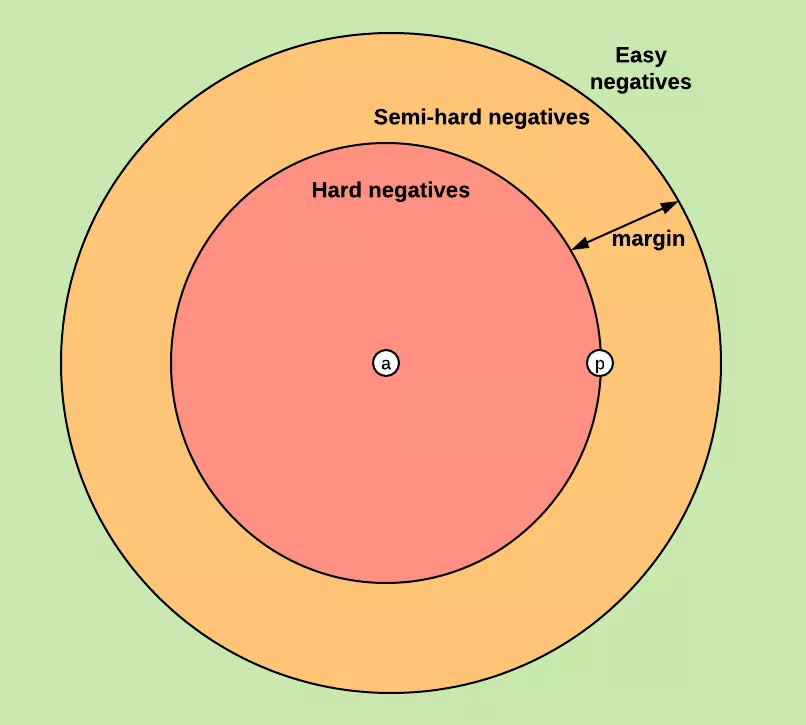 Easy
negatives
Semi-hard negatives
Hard negatives
margin
a
p